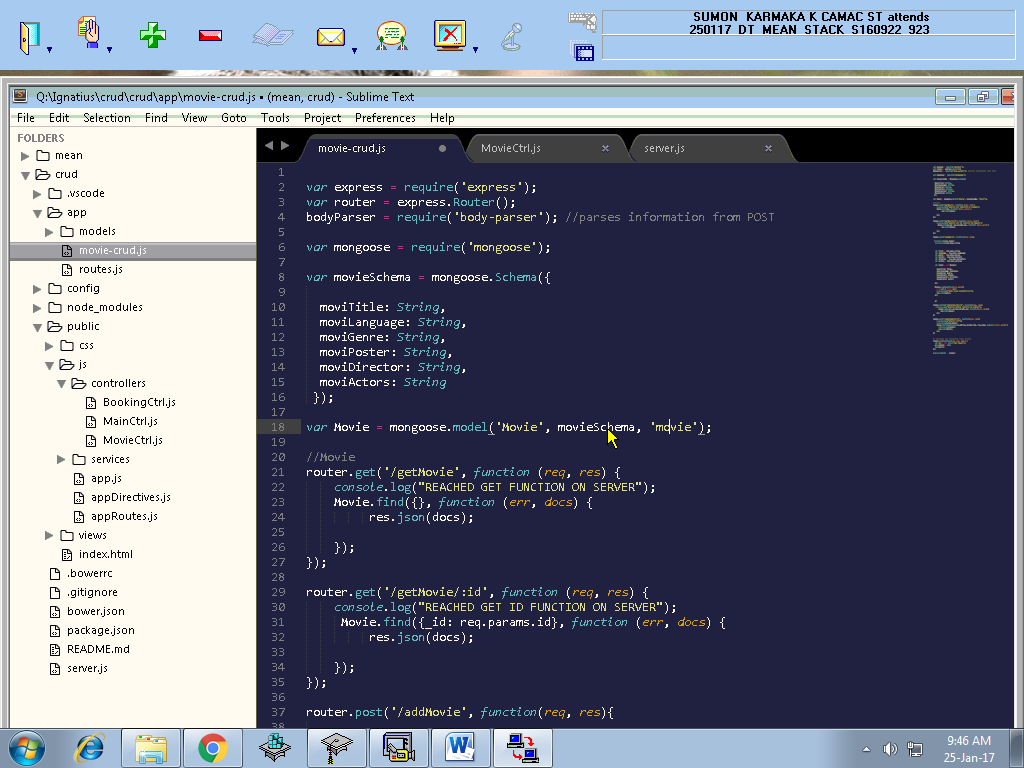 SUMON KARMAKA K CAMAC ST attends
250117_DT_MEAN_STACK_S160922_923
Q:\Ignatius\crud\crud\app\movie-crud.js • (mean, crud) - Sublime Text
File Edit Selection Find View Goto Tools Project Preferences Help
FOLDERS
mean
crud
.vscode
app
models
movie-crud.js
routes.js
config
node_modules
public
css
js
controllers
BookingCtrl.js
MainCtrl.js
MovieCtrl.js
services
app.js
appDirectives.js
appRoutes.js
views
index.html
.bowerrc
.gitignore
bower.json
package.json
README.md
server.js
movie-crud.js MovieCtrl.js server.js
1
2 var express = require('express');
3 var router = express.Router();
4 bodyParser = require('body-parser'); //parses information from POST
5
6 var mongoose = require('mongoose');
7
8 var movieSchema = mongoose.Schema({
9
10 moviTitle: String,
11 moviLanguage: String,
12 moviGenre: String,
13 moviPoster: String,
14 moviDirector: String,
15 moviActors: String
16 });
17
18 var Movie = mongoose.model('Movie', movieSchema, 'movie');
19
20 //Movie
21 router.get('/getMovie', function (req, res) {
22 console.log("REACHED GET FUNCTION ON SERVER");
23 Movie.find({}, function (err, docs) {
24 res.json(docs);
25
26 });
27 });
28
29 router.get('/getMovie/:id', function (req, res) {
30 console.log("REACHED GET ID FUNCTION ON SERVER");
31 Movie.find({_id: req.params.id}, function (err, docs) {
32 res.json(docs);
33
34 });
35 });
36
37 router.post('/addMovie', function(req, res){
38
9:46 AM
25-Jan-17